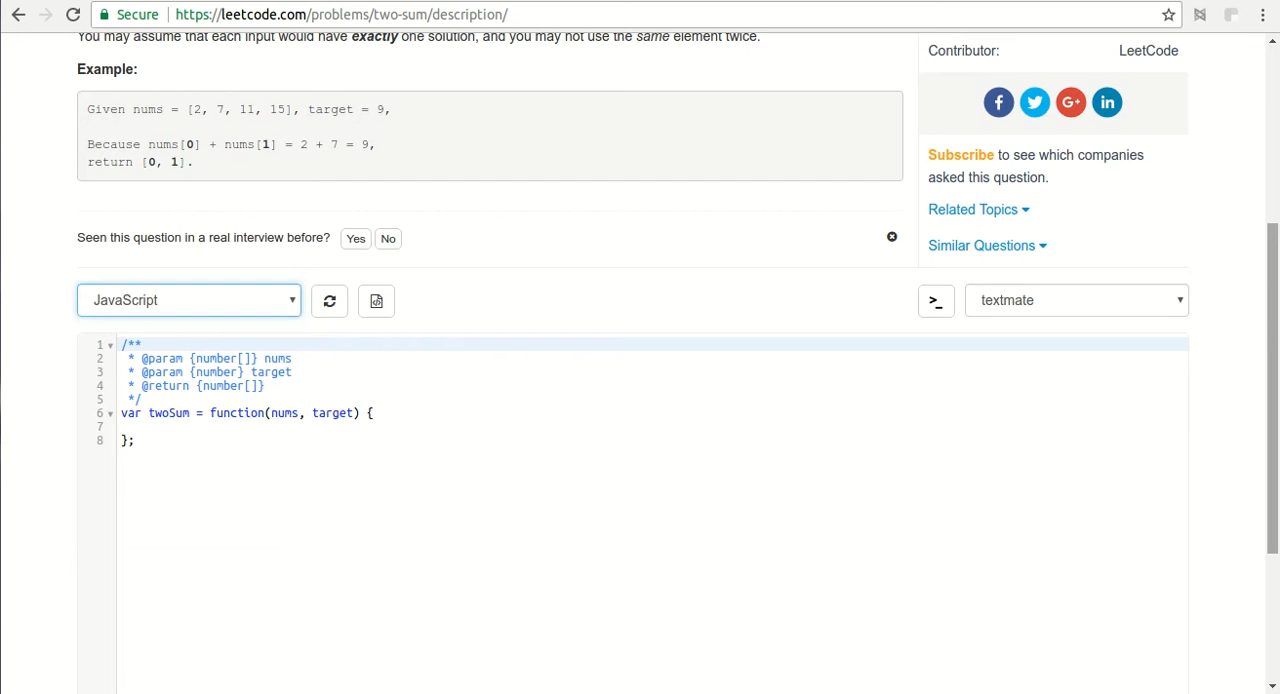 Secure | https://leetcode.com/problems/two-sum/description/
You may assume that each input would have exactly one solution, and you may not use the same element twice.
Example:
Given nums = [2, 7, 11, 15], target = 9,
Because nums[0] + nums[1] = 2 + 7 = 9,
return [0, 1].
Seen this question in a real interview before? Yes No
Contributor: LeetCode
f G+ in
Subscribe to see which companies
asked this question.
Related Topics
Similar Questions
JavaScript
>_ textmate
1 /**
2 * @param {number[]} nums
3 * @param {number} target
4 * @return {number[]}
5 */
6 var twoSum = function(nums, target) {
7
8 };